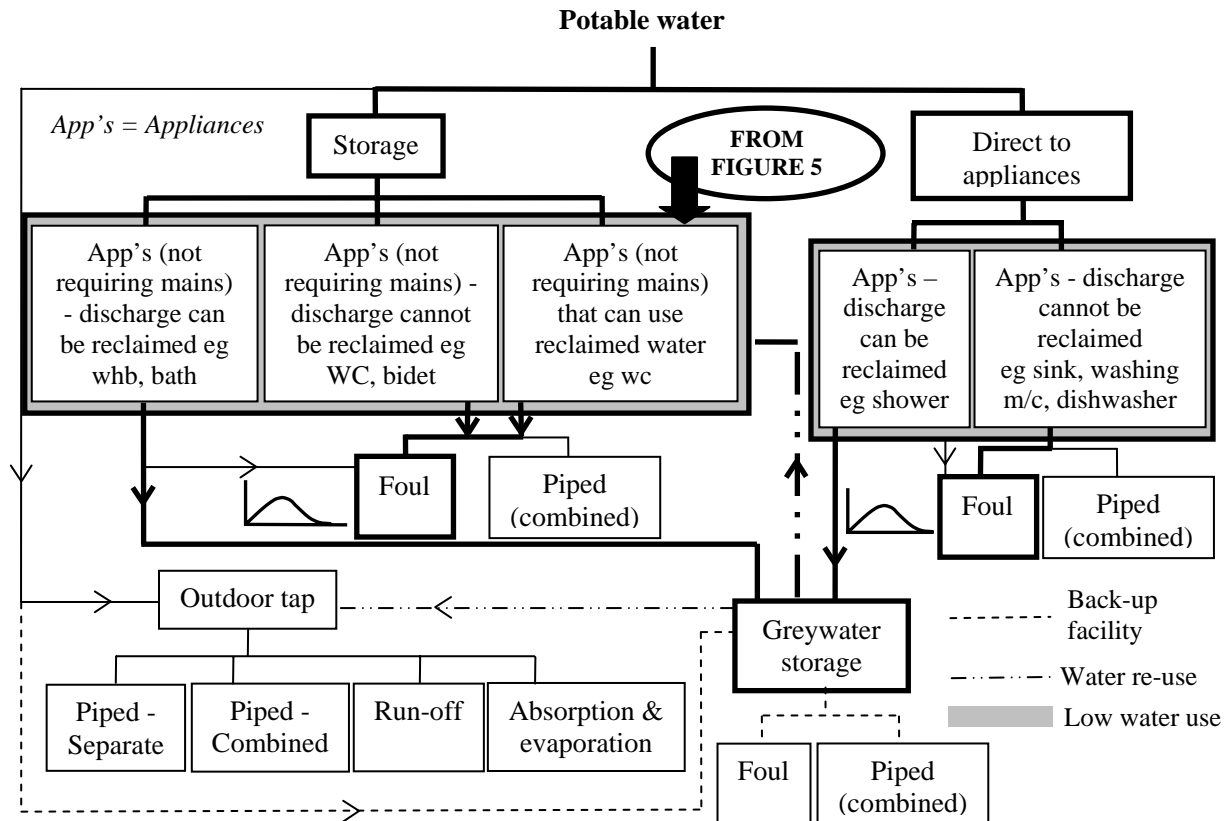 Potable water
App's = Appliances
Storage
FROM
FIGURE 5
Direct to
appliances
App's (not
requiring mains)
- discharge can
be reclaimed eg
whb, bath
App's (not
requiring mains) -
discharge cannot
be reclaimed eg
WC, bidet
App's (not
requiring mains)
that can use
reclaimed water
eg wc
App's –
discharge
can be
reclaimed
eg shower
App's - discharge
cannot be
reclaimed
eg sink, washing
m/c, dishwasher
Foul
Piped
(combined)
Foul
Piped
(combined)
Outdoor tap
Greywater
storage
Back-up
facility
Water re-use
Low water use
Piped -
Separate
Piped -
Combined
Run-off
Absorption &
evaporation
Foul
Piped
(combined)